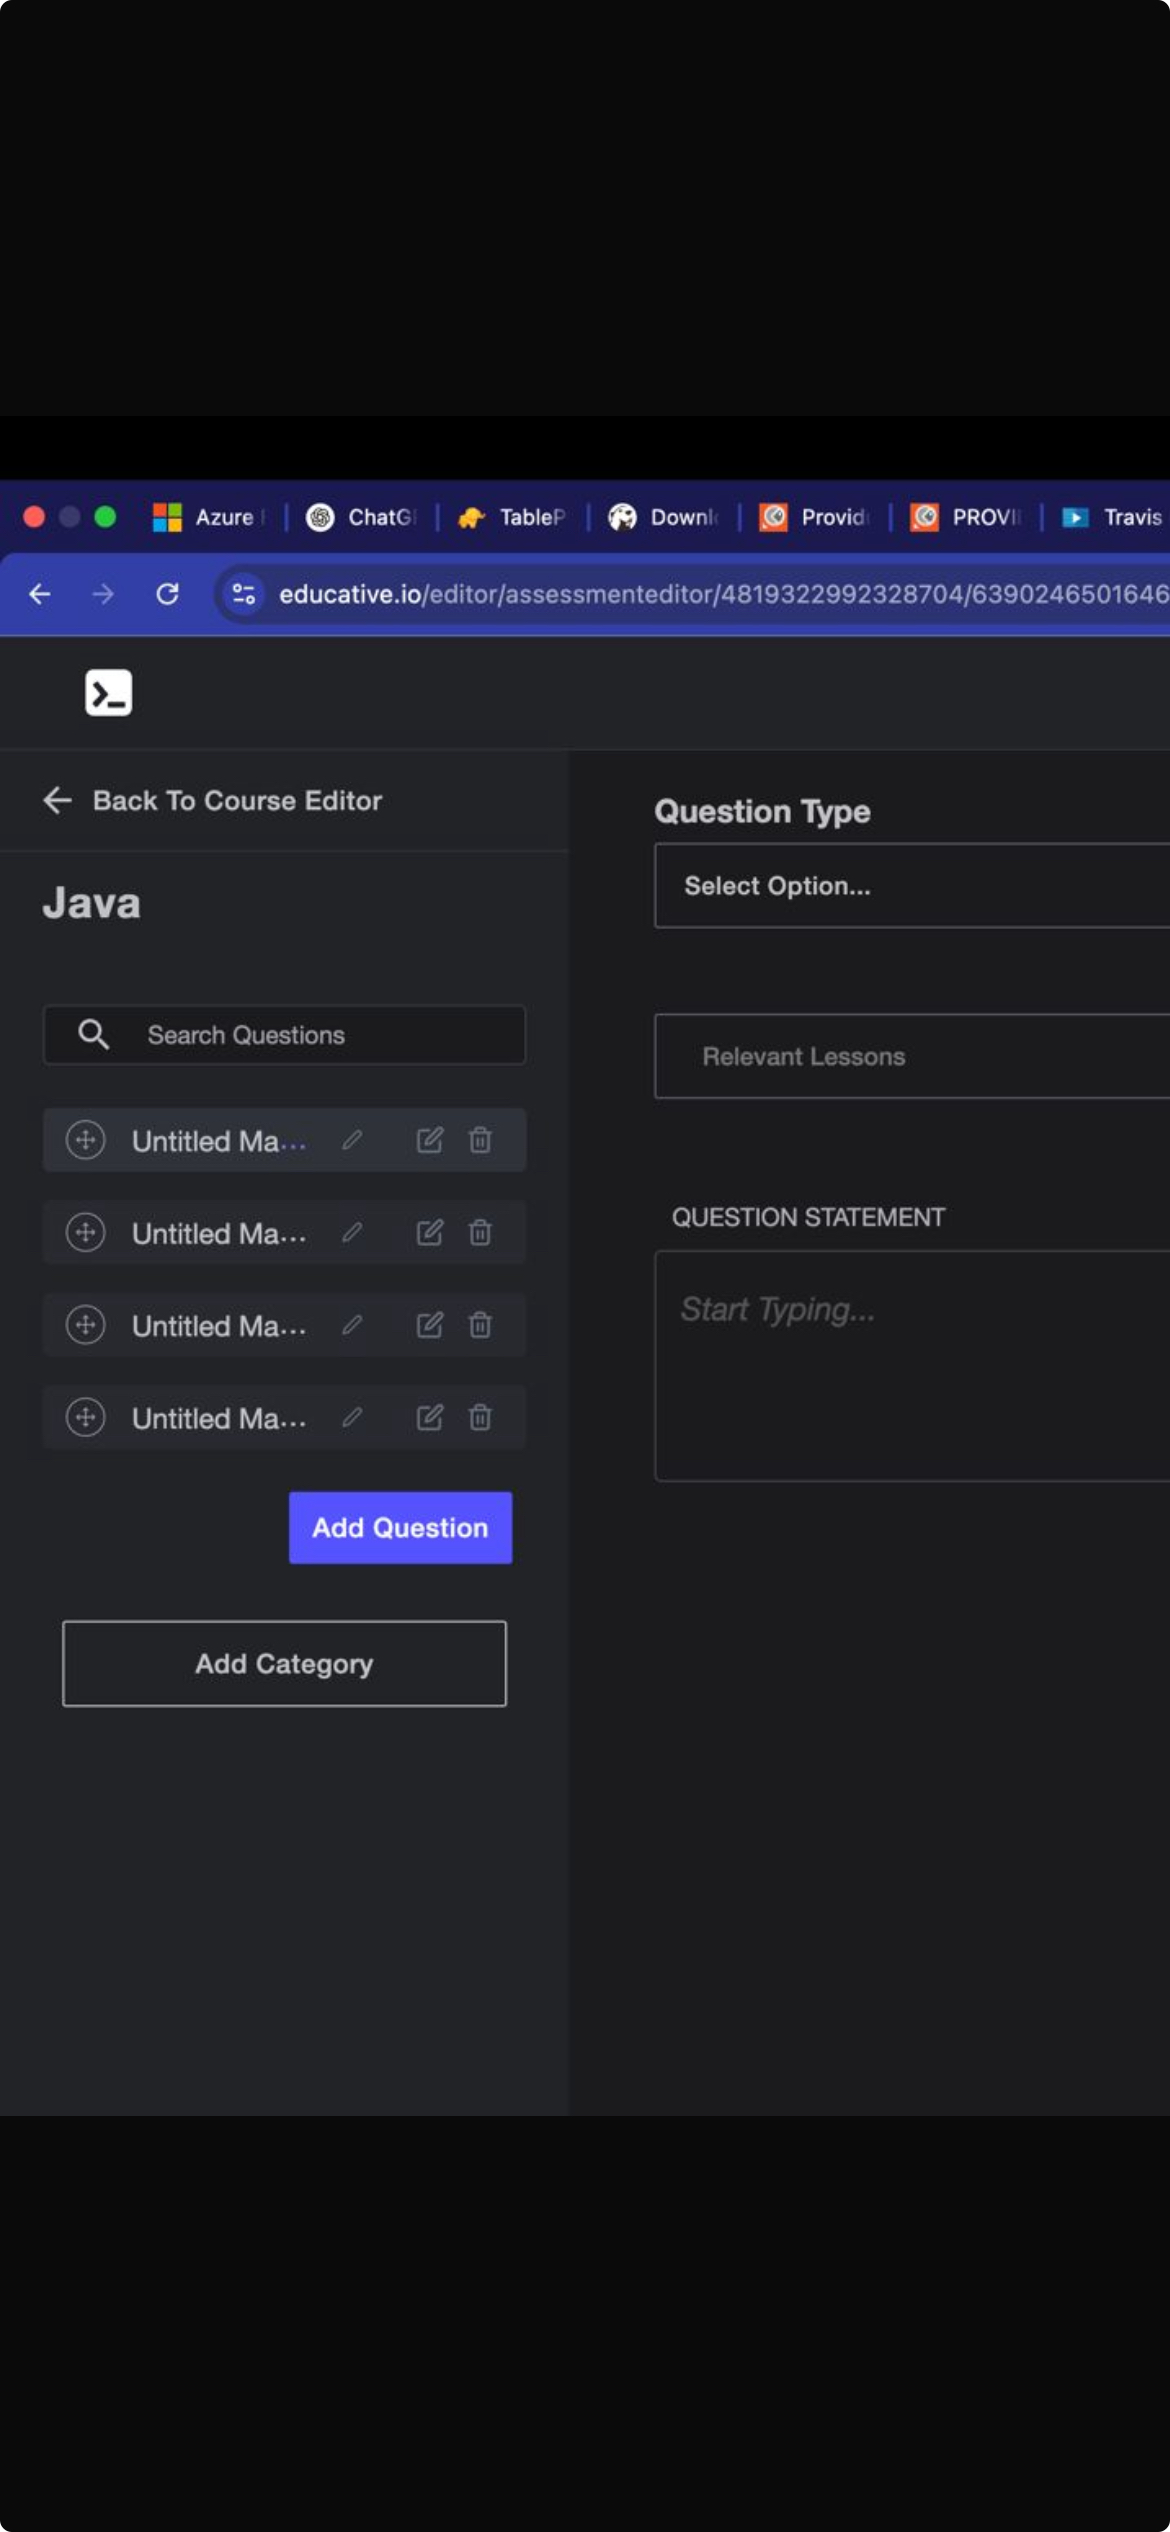 Azure
ChatG
TableP
Downl
Provid
PROVI
Travis
educative.io/editor/assessmenteditor/4819322992328704/6390246501646
Back To Course Editor
Java
Search Questions
Untitled Ma...
Untitled Ma...
Untitled Ma...
Untitled Ma...
Add Question
Add Category
Question Type
Select Option...
Relevant Lessons
QUESTION STATEMENT
Start Typing...